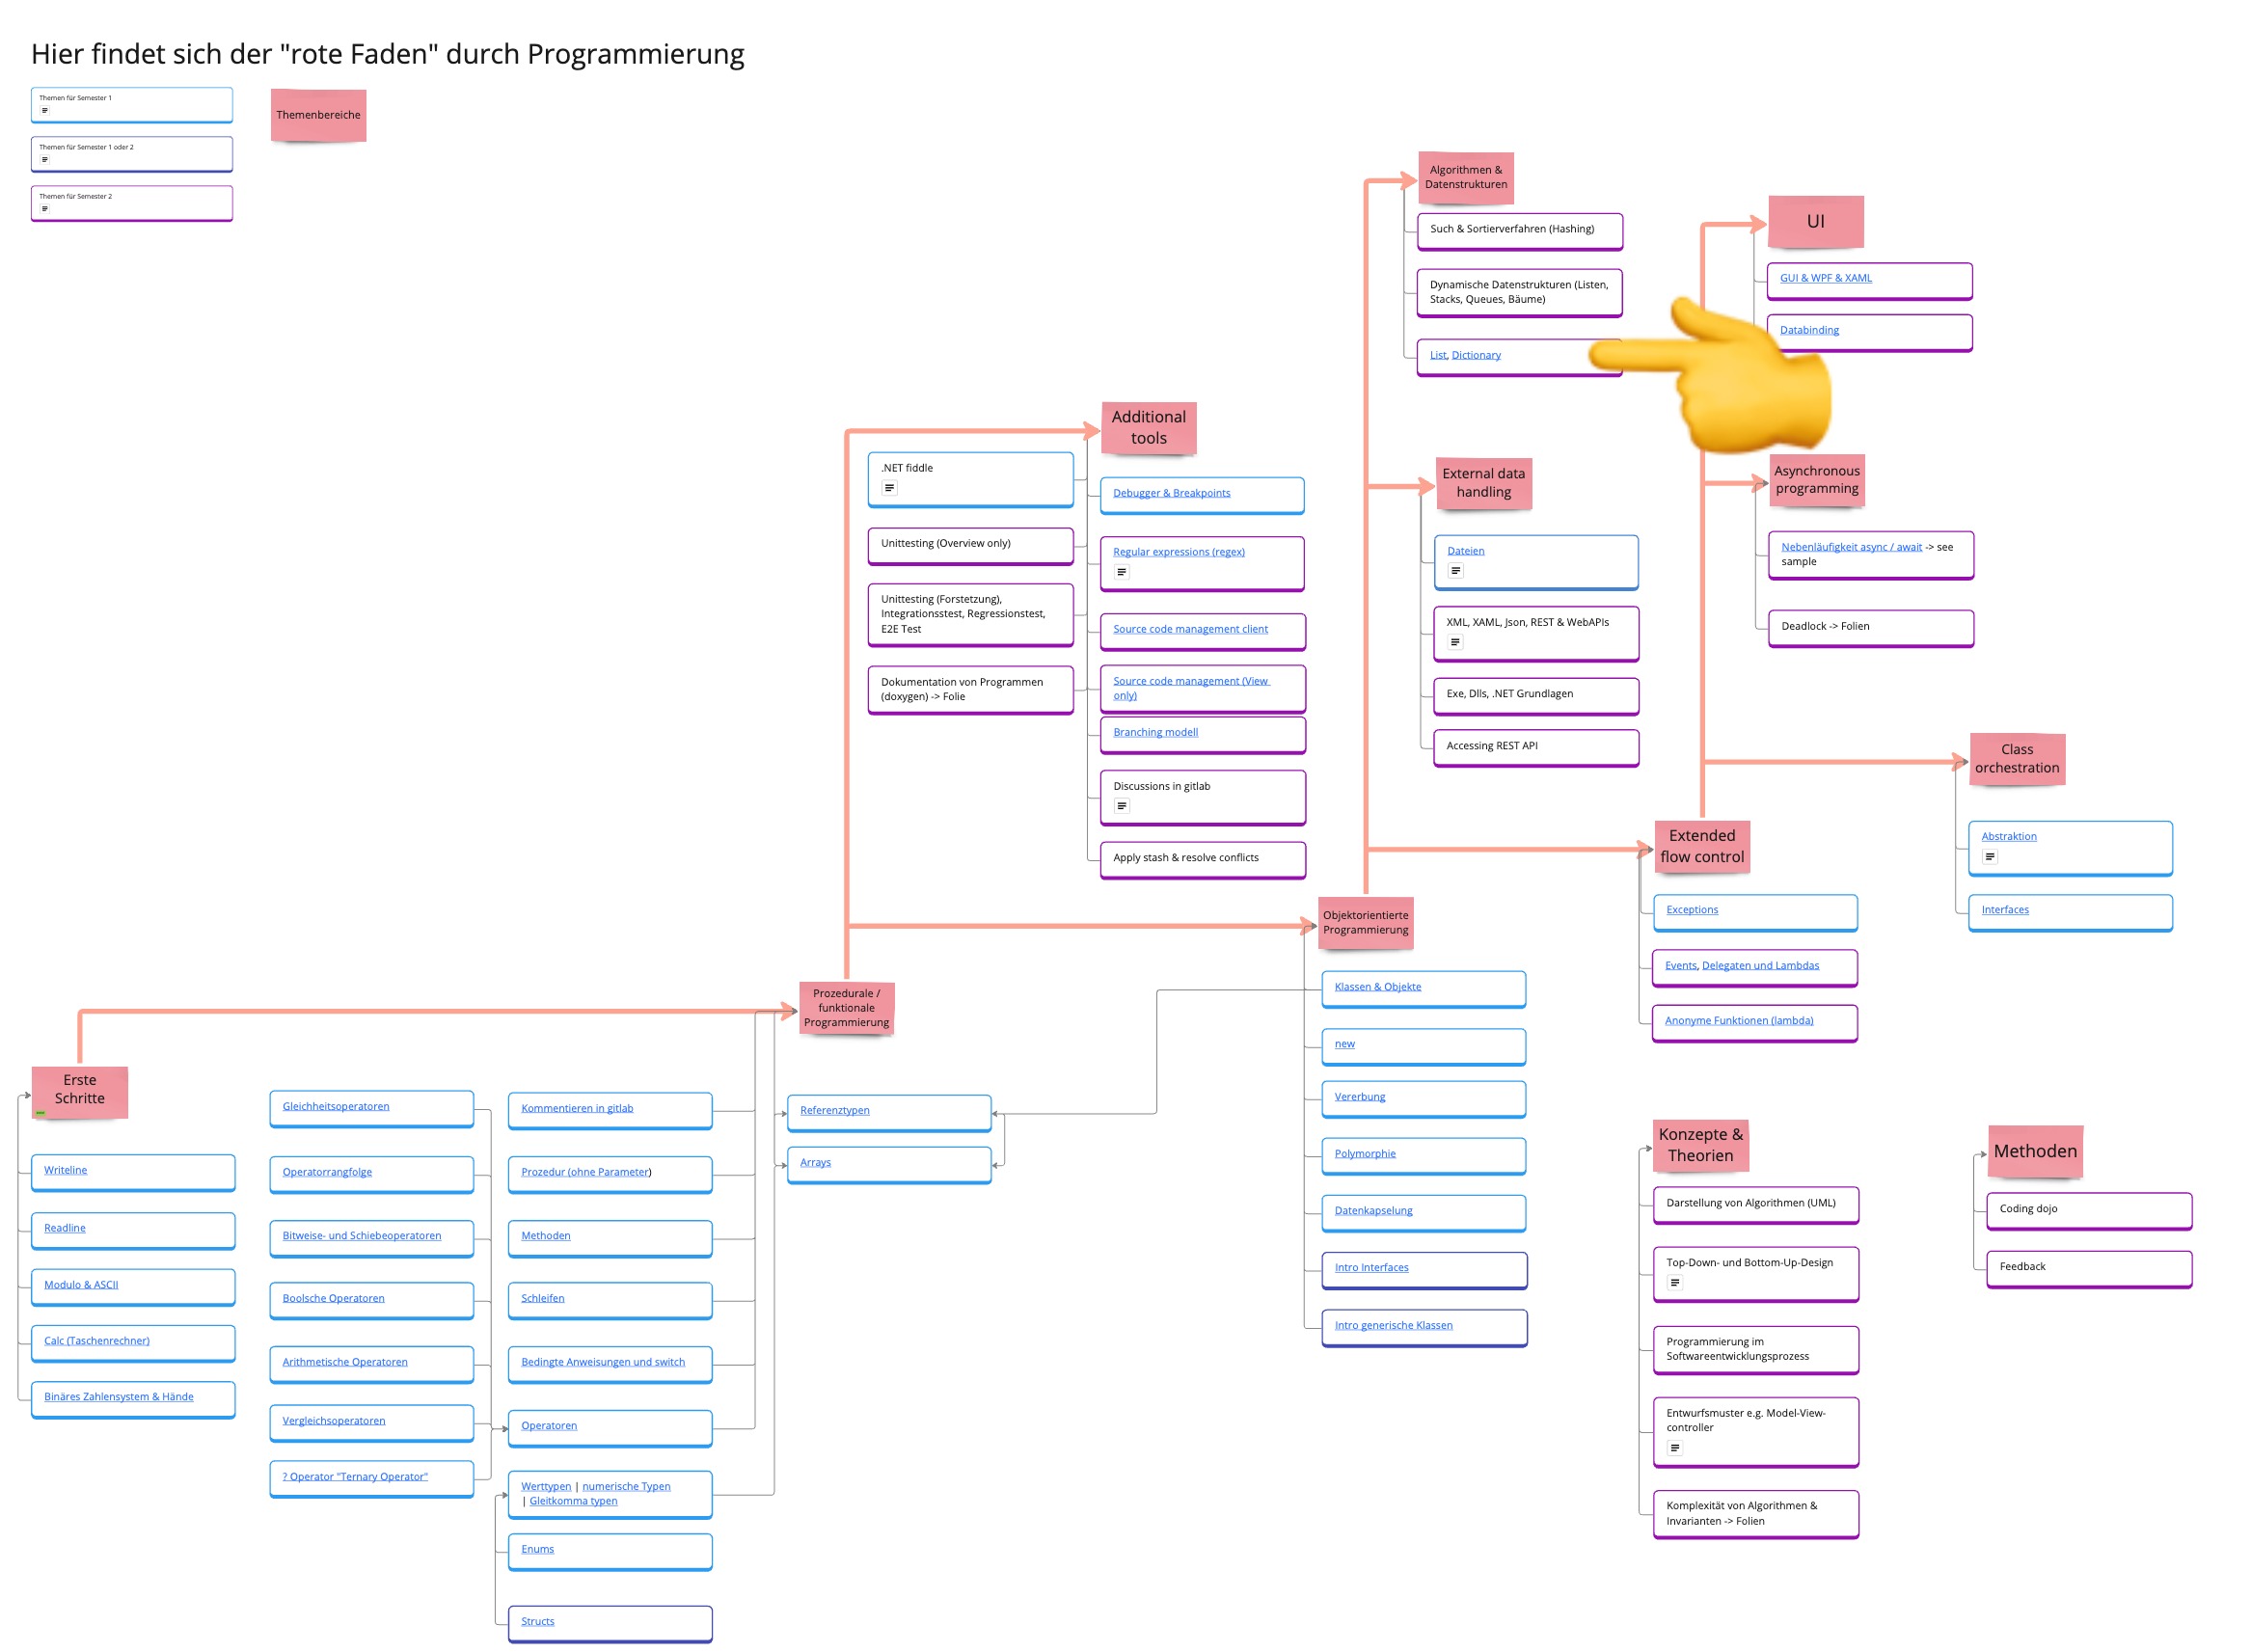 Hier findet sich der "rote Faden" durch Programmierung
Themen für Semester 1
Themen für Semester 1 oder 2
Themen für Semester 2
Themenbereiche
Algorithmen &
Datenstrukturen
Such & Sortierverfahren (Hashing)
Dynamische Datenstrukturen (Listen,
Stacks, Queues, Bäume)
List, Dictionary
UI
GUI & WPF & XAML
Databinding
Additional
tools
.NET fiddle
Unittesting (Overview only)
Unittesting (Forstetzung),
Integrationsstest, Regressionstest,
E2E Test
Dokumentation von Programmen
(doxygen) -> Folie
Debugger & Breakpoints
Regular expressions (regex)
Source code management client
Source code management (View
only)
Branching modell
Discussions in gitlab
Apply stash & resolve conflicts
External data
handling
Dateien
XML, XAML, Json, REST & WebAPIs
Exe, Dlls, .NET Grundlagen
Accessing REST API
Asynchronous
programming
Nebenläufigkeit async / await -> see
sample
Deadlock -> Folien
Class
orchestration
Abstraktion
Interfaces
Extended
flow control
Exceptions
Events, Delegaten und Lambdas
Anonyme Funktionen (lambda)
Objektorientierte
Programmierung
Klassen & Objekte
new
Vererbung
Polymorphie
Datenkapselung
Intro Interfaces
Intro generische Klassen
Prozedurale /
funktionale
Programmierung
Referenztypen
Arrays
Erste
Schritte
Writeline
Readline
Modulo & ASCII
Calc (Taschenrechner)
Binäres Zahlensystem & Hände
Gleichheitsoperatoren
Operatorrangfolge
Bitweise- und Schiebeoperatoren
Boolsche Operatoren
Arithmetische Operatoren
Vergleichsoperatoren
? Operator "Ternary Operator"
Kommentieren in gitlab
Prozedur (ohne Parameter)
Methoden
Schleifen
Bedingte Anweisungen und switch
Operatoren
Werttypen | numerische Typen
| Gleitkomma typen
Enums
Structs
Konzepte &
Theorien
Darstellung von Algorithmen (UML)
Top-Down- und Bottom-Up-Design
Programmierung im
Softwareentwicklungsprozess
Entwurfsmuster e.g. Model-View-
controller
Komplexität von Algorithmen &
Invarianten -> Folien
Methoden
Coding dojo
Feedback